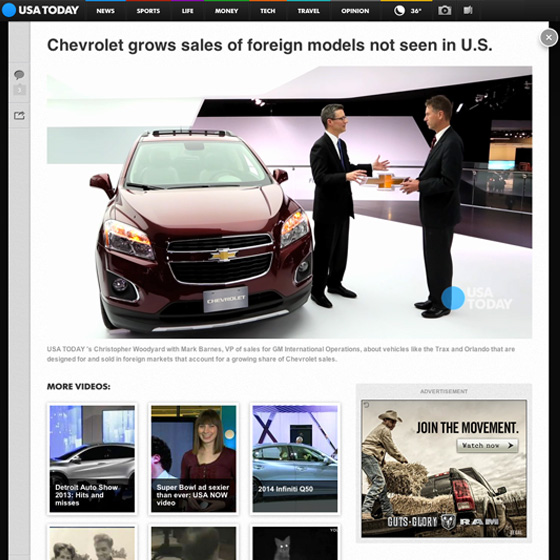 USA TODAY
NEWS
SPORTS
LIFE
MONEY
TECH
TRAVEL
OPINION
36°
Chevrolet grows sales of foreign models not seen in U.S.
CHEVROLET
USA
TODAY
USA TODAY 's Christopher Woodyard with Mark Barnes, VP of sales for GM International Operations, about vehicles like the Trax and Orlando that are
designed for and sold in foreign markets that account for a growing share of Chevrolet sales.
MORE VIDEOS:
ADVERTISEMENT
Detroit Auto Show
2013: Hits and
misses
Super Bowl ad sexier
than ever: USA NOW
video
2014 Infiniti Q50
JOIN THE MOVEMENT.
Watch now
GUTS GLORY RAM